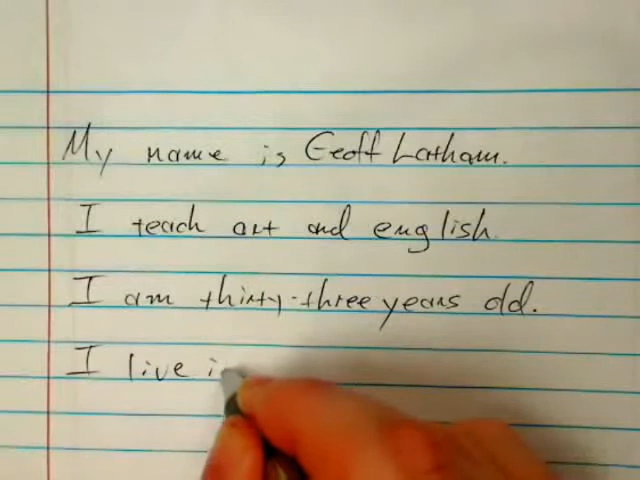 My name is Geoff Latham.
I teach art and english.
I am thirty-three years old.
I live i